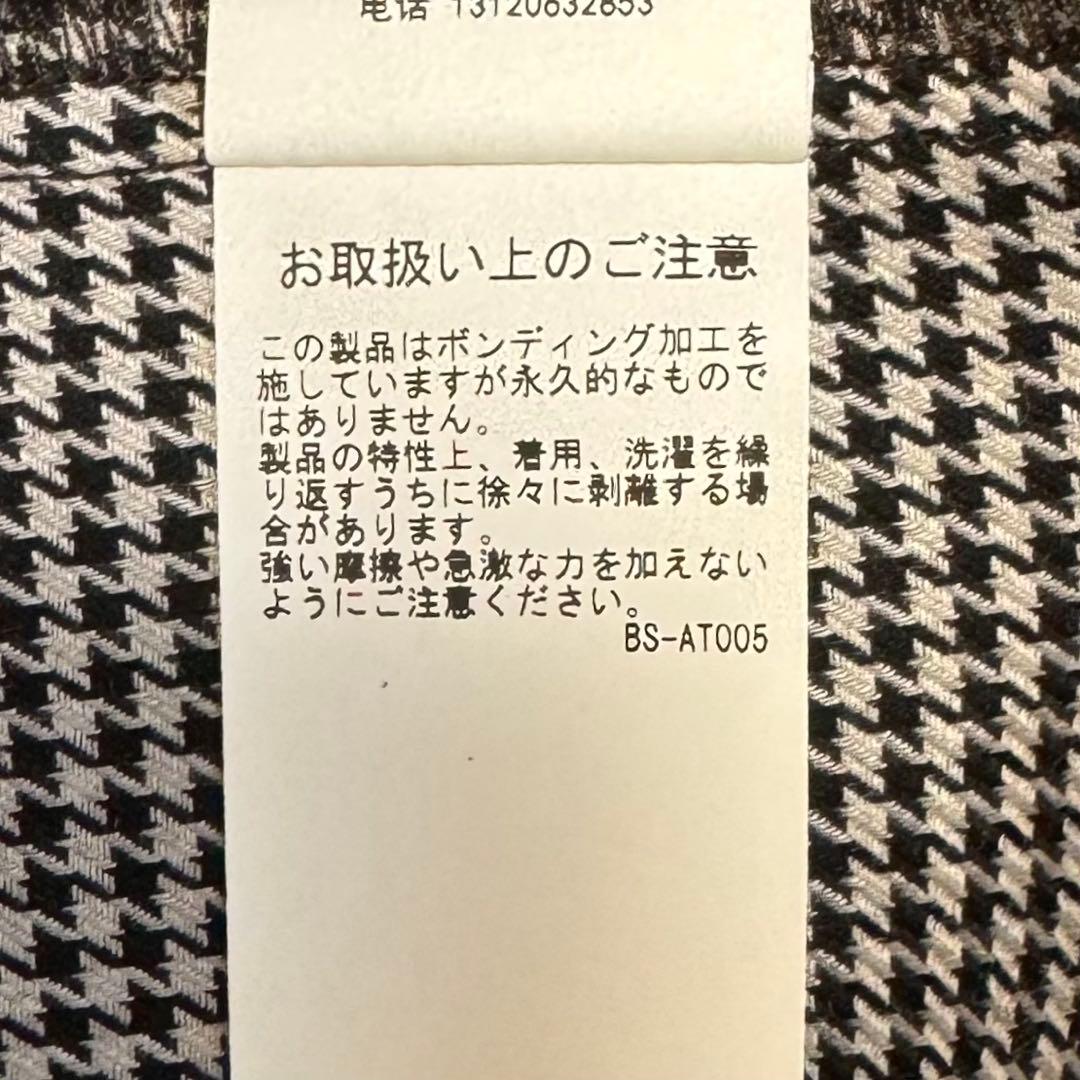 电话 13120632853
お取扱い上のご注意
この製品はボンディング加工を
施していますが永久的なもので
はありません。
製品の特性上、着用、洗濯を繰
り返すうちに徐々に剥離する場
合があります。
強い摩擦や急激な力を加えない
ようにご注意ください。
BS-AT005